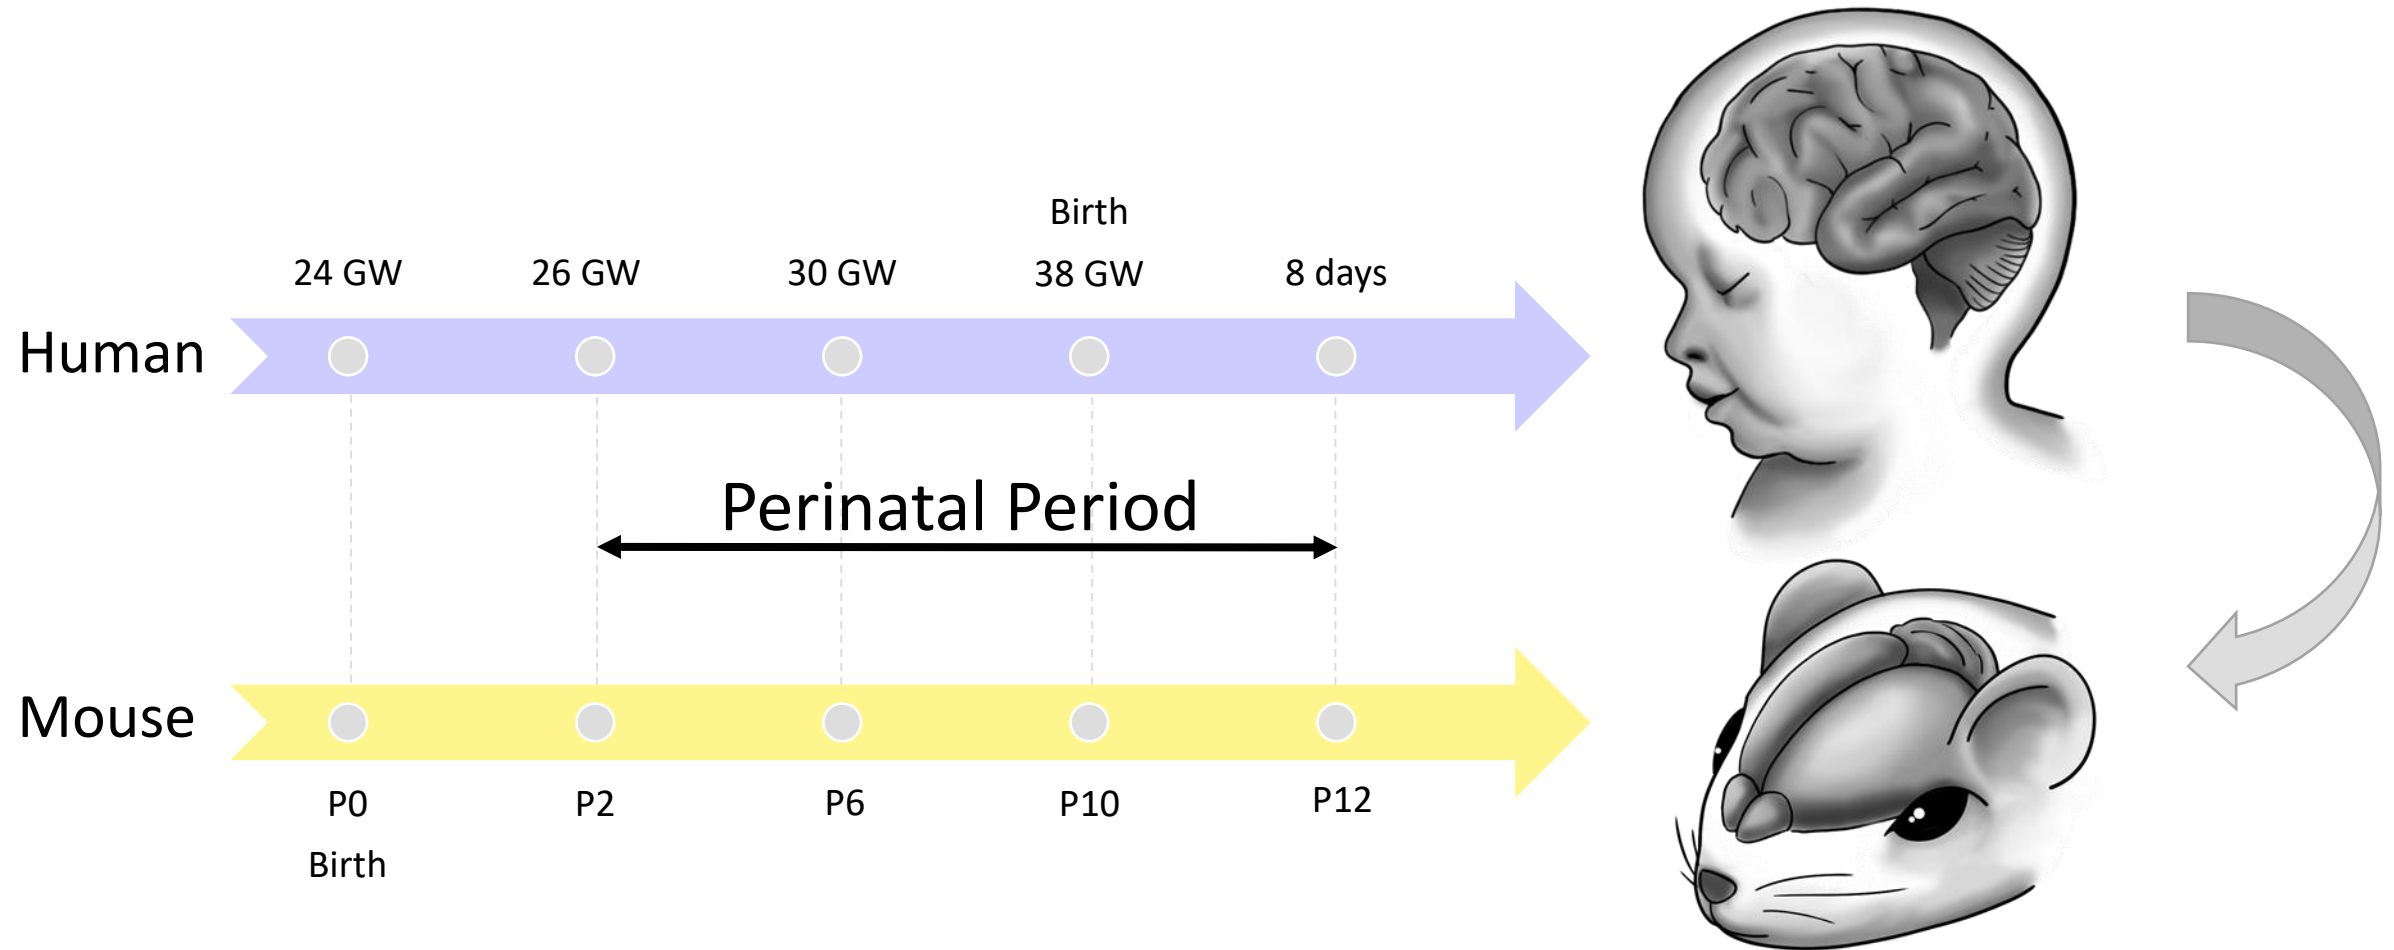 Birth
24 GW
26 GW
30 GW
38 GW
8 days
Human
Perinatal Period
Mouse
P0
P2
P6
P10
P12
Birth